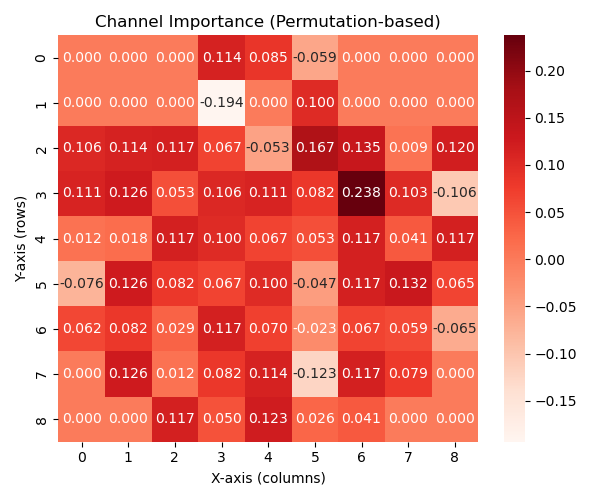 Channel Importance (Permutation-based)
0 0.000 0.000 0.000 0.114 0.085 -0.059 0.000 0.000 0.000
1 0.000 0.000 0.000 -0.194 0.000 0.100 0.000 0.000 0.000
2 0.106 0.114 0.117 0.067 -0.053 0.167 0.135 0.009 0.120
3 0.111 0.126 0.053 0.106 0.111 0.082 0.238 0.103 -0.106
4 0.012 0.018 0.117 0.100 0.067 0.053 0.117 0.041 0.117
5 -0.076 0.126 0.082 0.067 0.100 -0.047 0.117 0.132 0.065
6 0.062 0.082 0.029 0.117 0.070 -0.023 0.067 0.059 -0.065
7 0.000 0.126 0.012 0.082 0.114 -0.123 0.117 0.079 0.000
8 0.000 0.000 0.117 0.050 0.123 0.026 0.041 0.000 0.000
0 1 2 3 4 5 6 7 8
X-axis (columns)
Y-axis (rows)
0.20
0.15
0.10
0.05
0.00
−0.05
−0.10
−0.15